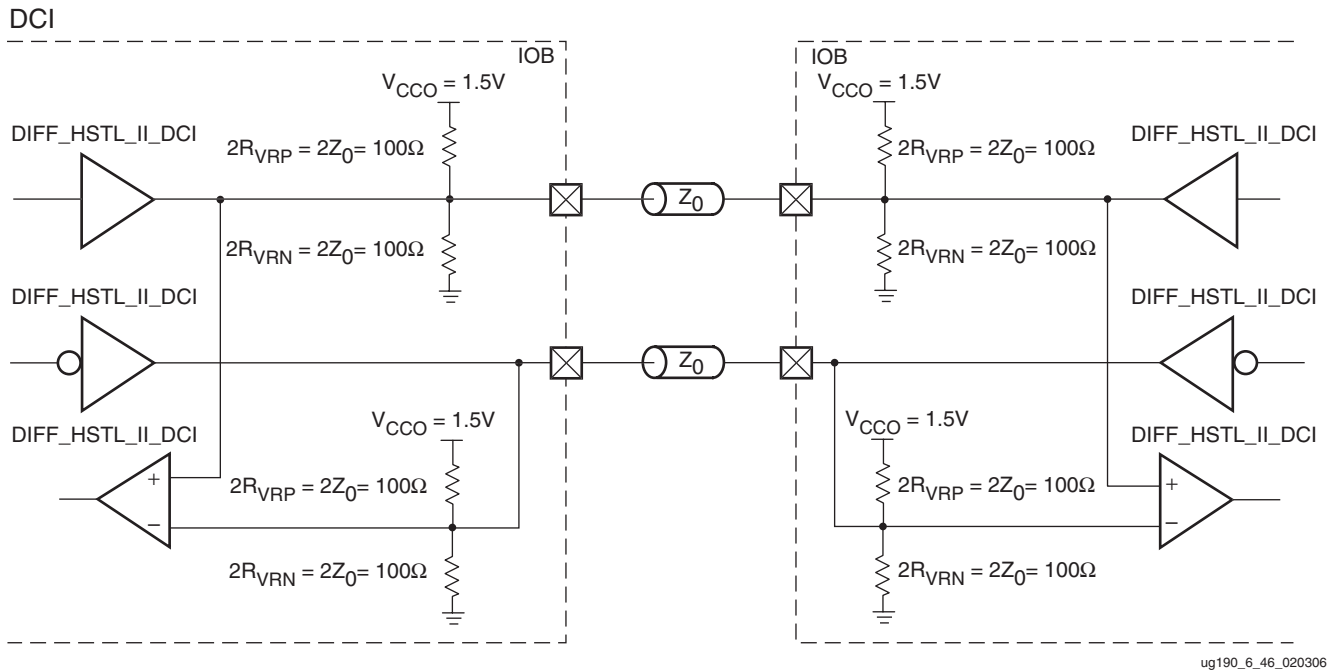 DCI
IOB
IOB
V_CCO = 1.5V
V_CCO = 1.5V
DIFF_HSTL_II_DCI
2R_VRP = 2Z_0= 100Ω
2R_VRP = 2Z_0= 100Ω
DIFF_HSTL_II_DCI
Z_0
2R_VRN = 2Z_0= 100Ω
2R_VRN = 2Z_0= 100Ω
DIFF_HSTL_II_DCI
DIFF_HSTL_II_DCI
Z_0
V_CCO = 1.5V
V_CCO = 1.5V
DIFF_HSTL_II_DCI
DIFF_HSTL_II_DCI
+
−
2R_VRP = 2Z_0= 100Ω
2R_VRP = 2Z_0= 100Ω
+
−
2R_VRN = 2Z_0= 100Ω
2R_VRN = 2Z_0= 100Ω
ug190_6_46_020306